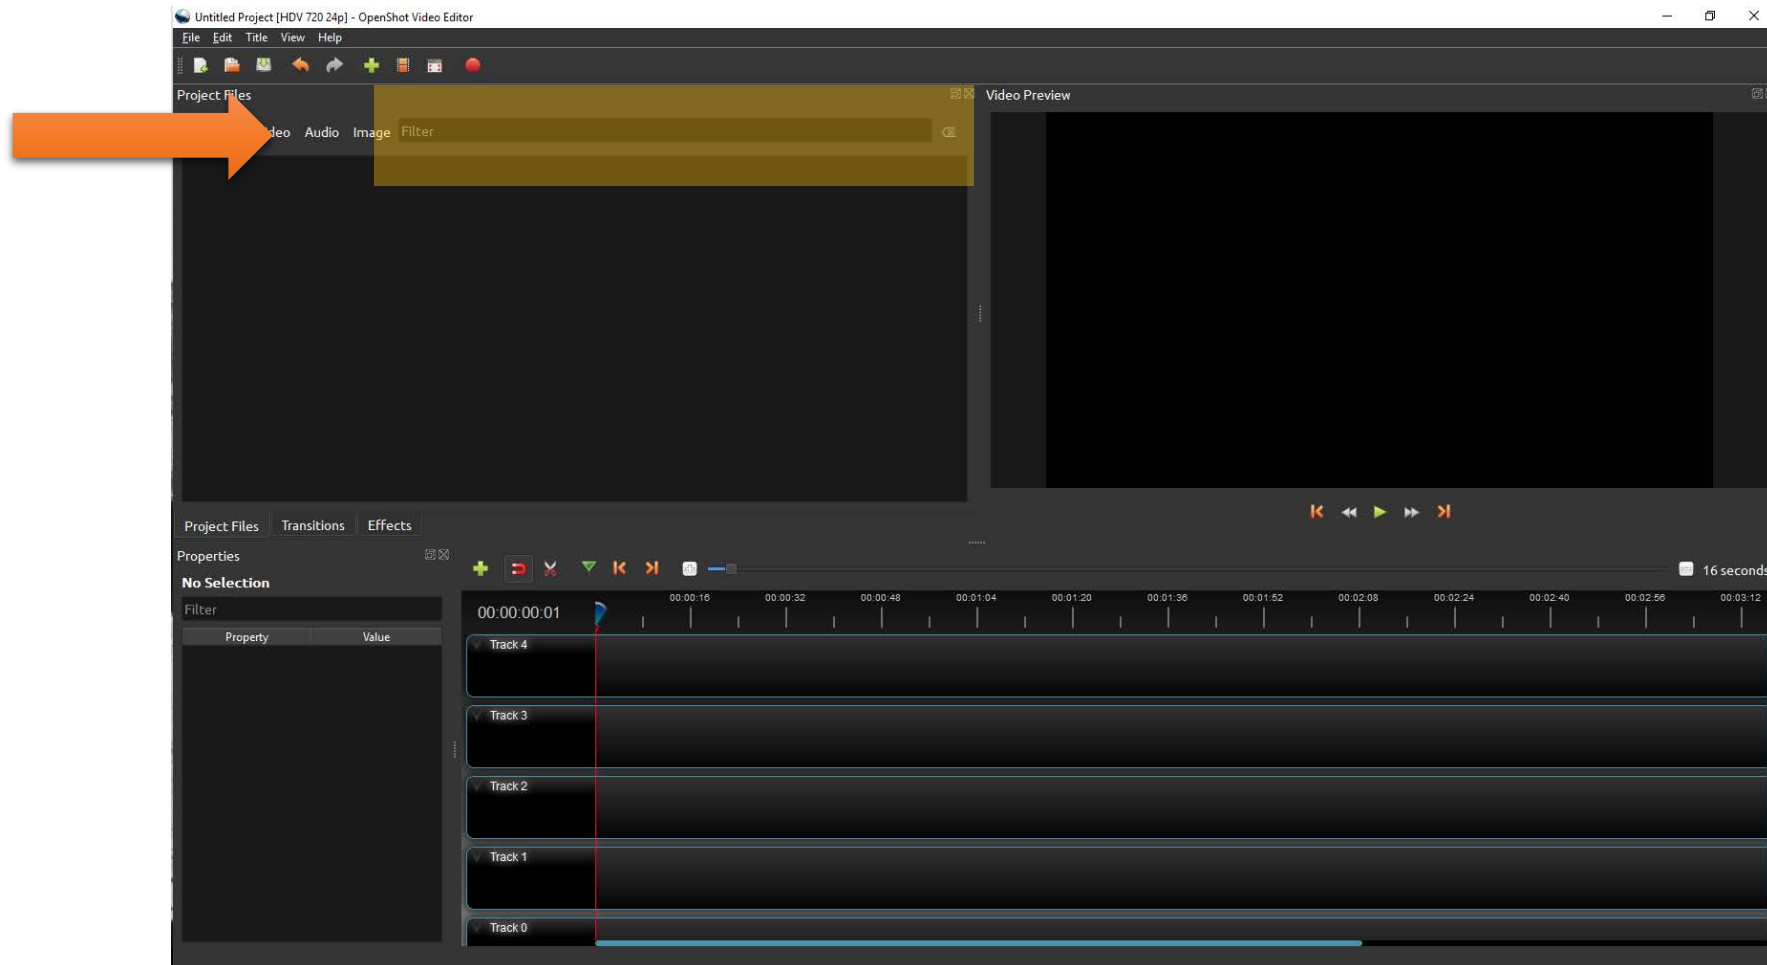 Untitled Project [HDV 720 24p] - OpenShot Video Editor
File Edit Title View Help
Project Files
Video Preview
Audio Image Filter
Project Files Transitions Effects
Properties
No Selection
Filter
Property Value
16 seconds
00:00:00:01
00:00:16 00:00:32 00:00:48 00:01:04 00:01:20 00:01:36 00:01:52 00:02:08 00:02:24 00:02:40 00:02:56 00:03:12
Track 4
Track 3
Track 2
Track 1
Track 0